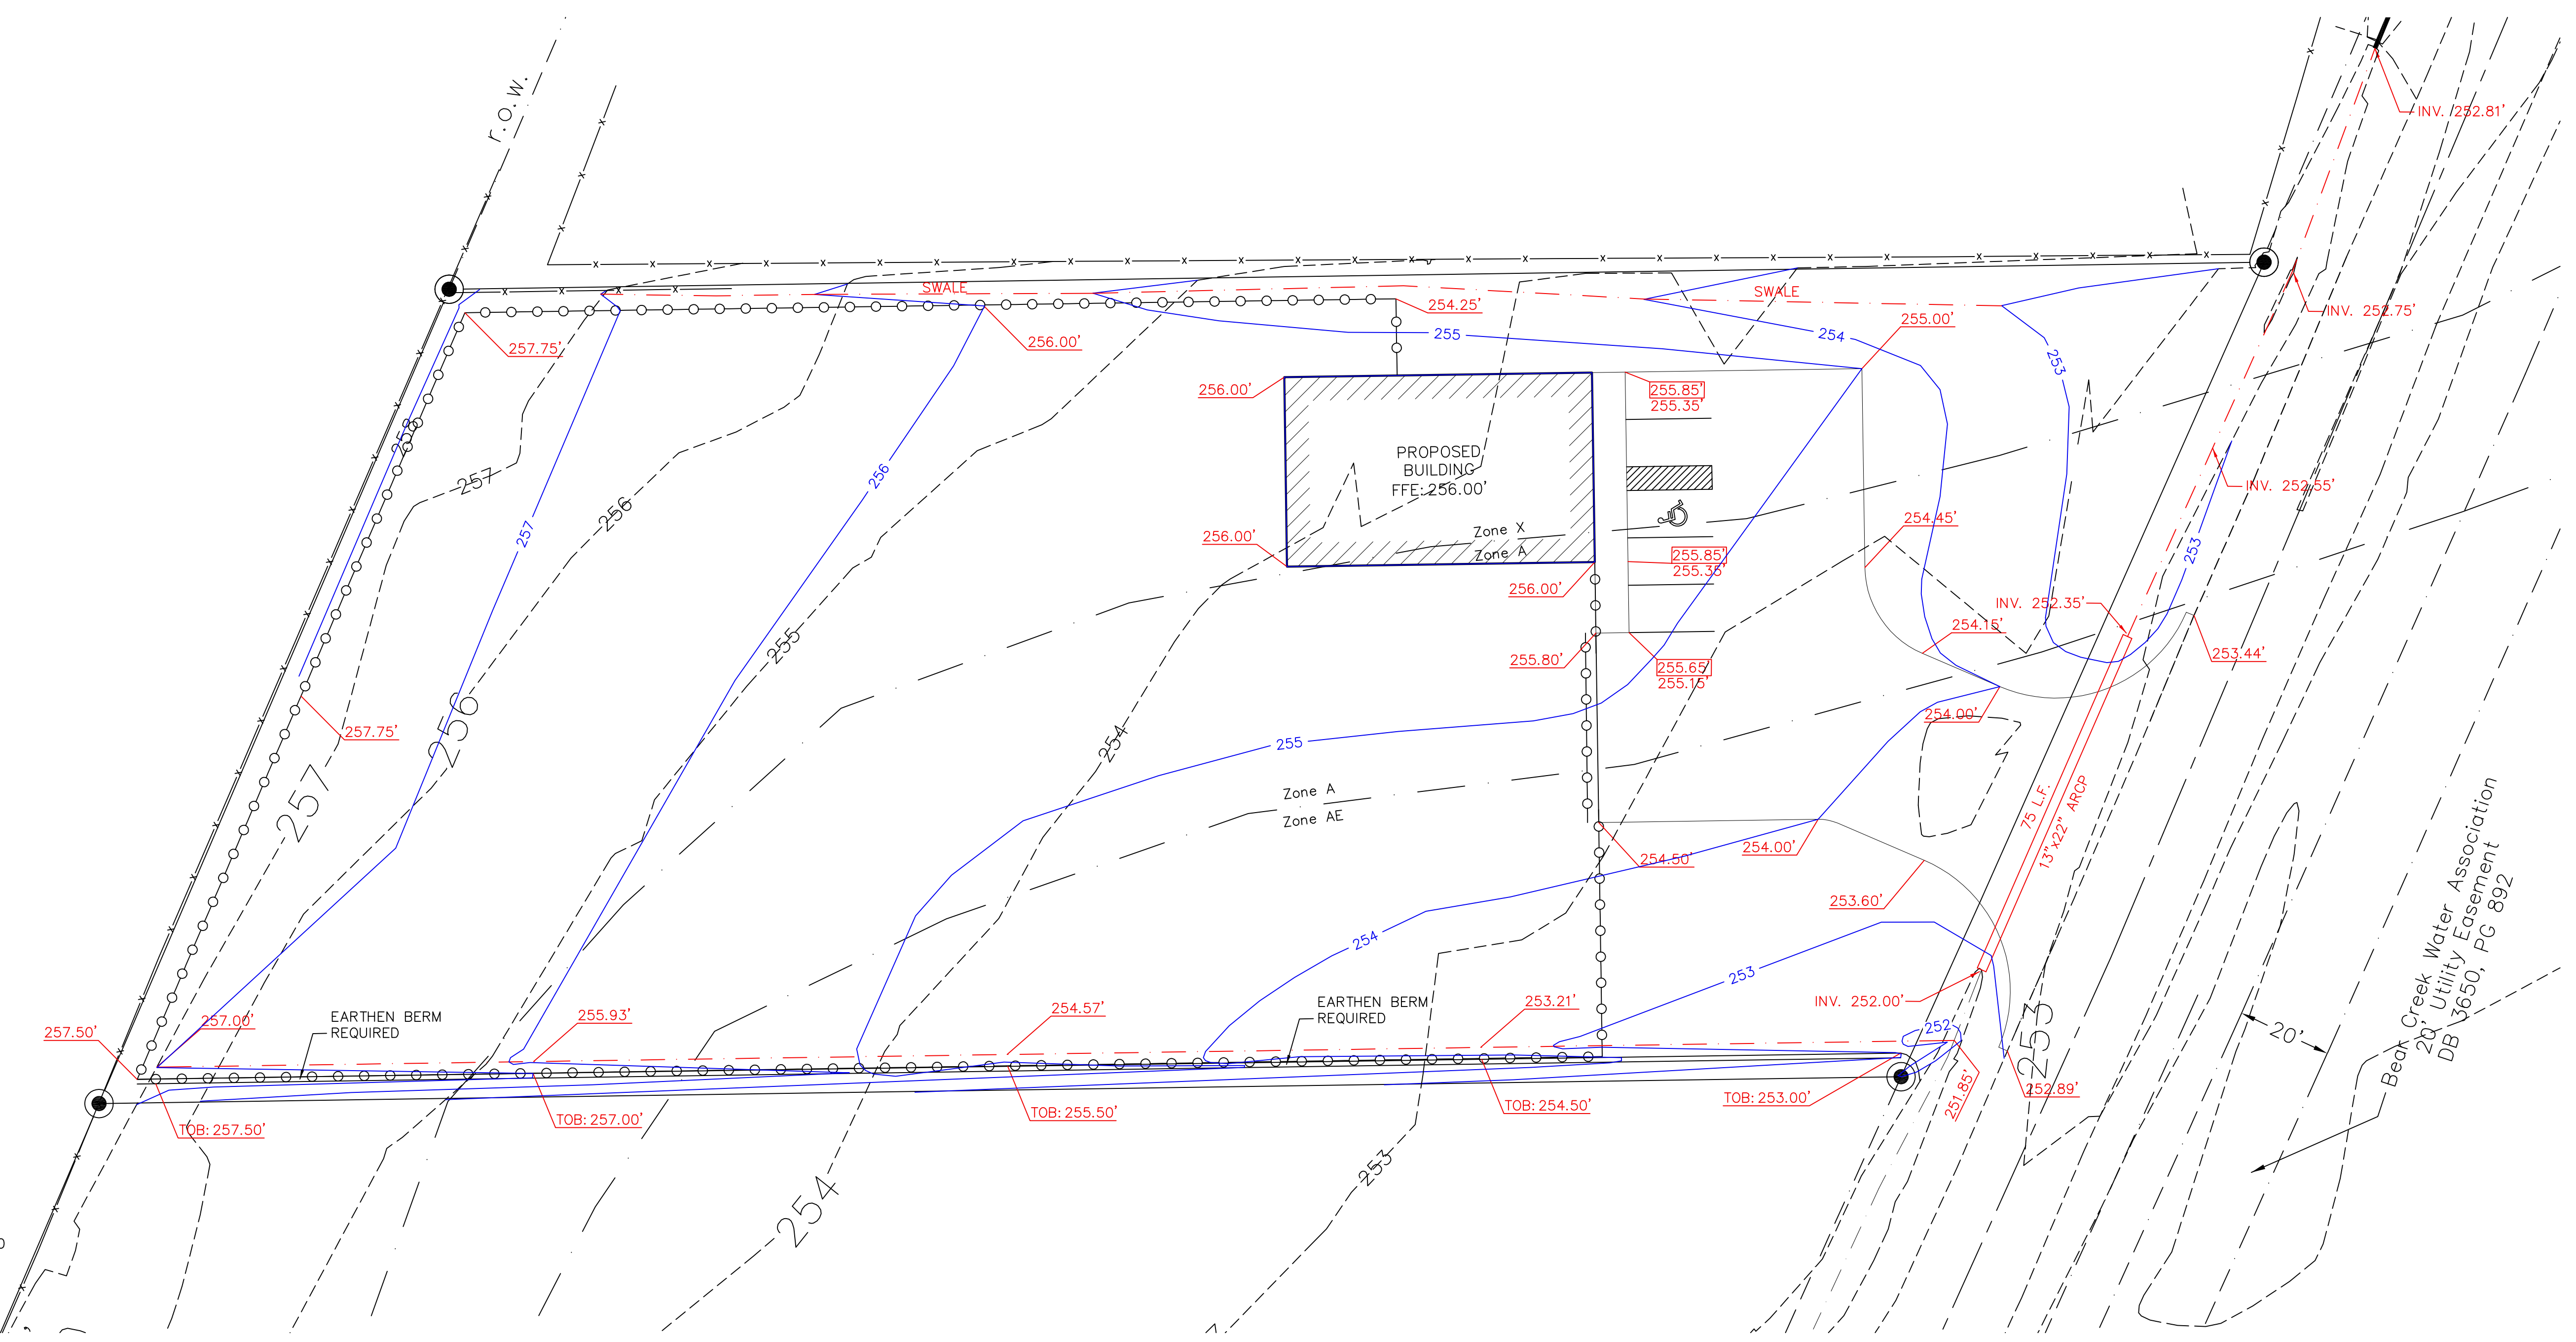 r.o.w.
INV. 252.81'
SWALE
SWALE
254.25'
INV. 252.75'
257.75'
256.00'
255
254
255.00'
253
256.00'
255.85'
255.35'
258
257
256
256
257
PROPOSED
BUILDING
FFE: 256.00'
INV. 252.55'
254.45'
256.00'
Zone X
Zone A
255.85'
255.35'
253
256.00'
INV. 252.35'
254.15'
255
255.80'
255.65'
255.15'
253.44'
257.75'
256
254
255
254.00'
257
Zone A
Zone AE
254.50'
254.00'
75 L.F.
13"x22" ARCP
253.60'
254
253
Bear Creek Water Association
20' Utility Easement
DB 3650, PG 892
257.50'
257.00'
EARTHEN BERM
REQUIRED
255.93'
254.57'
EARTHEN BERM
REQUIRED
253.21'
INV. 252.00'
252
253
20'
TOB: 257.50'
TOB: 257.00'
TOB: 255.50'
TOB: 254.50'
TOB: 253.00'
251.85'
252.89'
254
253